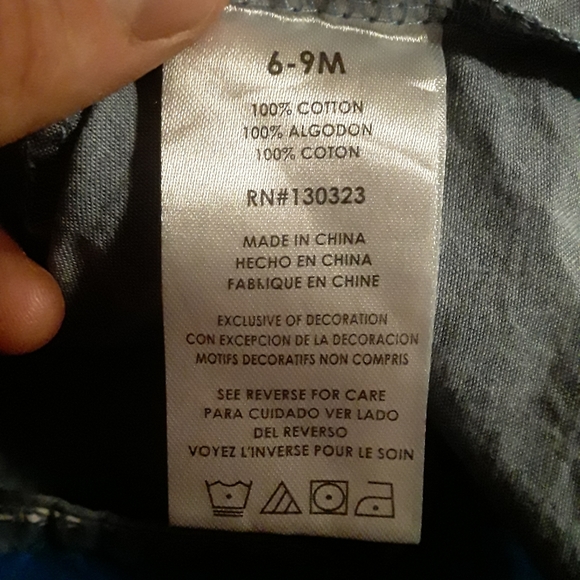 6-9M
100% COTTON
100% ALGODON
100% COTON
RN#130323
MADE IN CHINA
HECHO EN CHINA
FABRIQUE EN CHINE
EXCLUSIVE OF DECORATION
CON EXCEPCION DE LA DECORACION
MOTIFS DECORATIFS NON COMPRIS
SEE REVERSE FOR CARE
PARA CUIDADO VER LADO
DEL REVERSO
VOYEZ L'INVERSE POUR LE SOIN